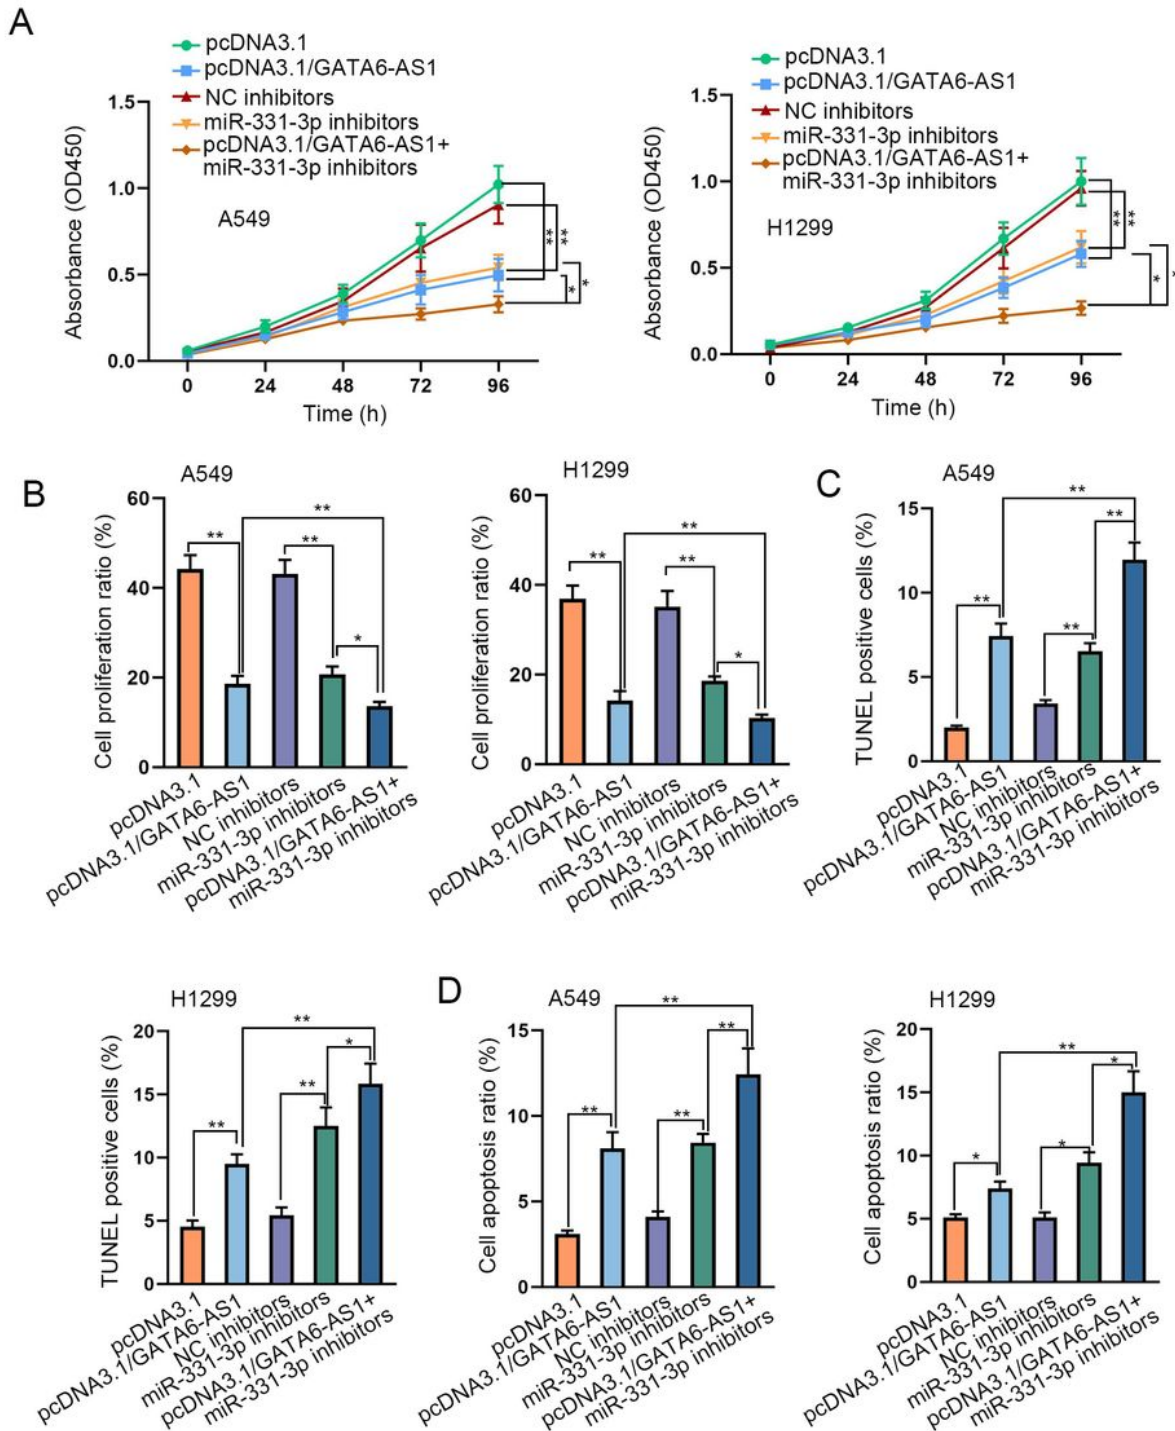 A
pcDNA3.1
pcDNA3.1/GATA6-AS1
NC inhibitors
miR-331-3p inhibitors
pcDNA3.1/GATA6-AS1+
miR-331-3p inhibitors
Absorbance (OD450)
1.5
1.0
0.5
0.0
A549
**
**
*
*
0 24 48 72 96
Time (h)
pcDNA3.1
pcDNA3.1/GATA6-AS1
NC inhibitors
miR-331-3p inhibitors
pcDNA3.1/GATA6-AS1+
miR-331-3p inhibitors
Absorbance (OD450)
1.5
1.0
0.5
0.0
H1299
**
**
*
*
0 24 48 72 96
Time (h)
B
A549
Cell proliferation ratio (%)
60
40
20
0
**
**
**
*
pcDNA3.1
pcDNA3.1/GATA6-AS1
NC inhibitors
miR-331-3p inhibitors
pcDNA3.1/GATA6-AS1+
miR-331-3p inhibitors
H1299
Cell proliferation ratio (%)
60
40
20
0
**
**
**
*
pcDNA3.1
pcDNA3.1/GATA6-AS1
NC inhibitors
miR-331-3p inhibitors
pcDNA3.1/GATA6-AS1+
miR-331-3p inhibitors
C
A549
TUNEL positive cells (%)
15
10
5
0
**
**
**
**
pcDNA3.1
pcDNA3.1/GATA6-AS1
NC inhibitors
miR-331-3p inhibitors
pcDNA3.1/GATA6-AS1+
miR-331-3p inhibitors
H1299
TUNEL positive cells (%)
20
15
10
5
0
**
*
**
**
pcDNA3.1
pcDNA3.1/GATA6-AS1
NC inhibitors
miR-331-3p inhibitors
pcDNA3.1/GATA6-AS1+
miR-331-3p inhibitors
D
A549
Cell apoptosis ratio (%)
15
10
5
0
**
**
**
**
pcDNA3.1
pcDNA3.1/GATA6-AS1
NC inhibitors
miR-331-3p inhibitors
pcDNA3.1/GATA6-AS1+
miR-331-3p inhibitors
H1299
Cell apoptosis ratio (%)
20
15
10
5
0
**
*
*
*
pcDNA3.1
pcDNA3.1/GATA6-AS1
NC inhibitors
miR-331-3p inhibitors
pcDNA3.1/GATA6-AS1+
miR-331-3p inhibitors